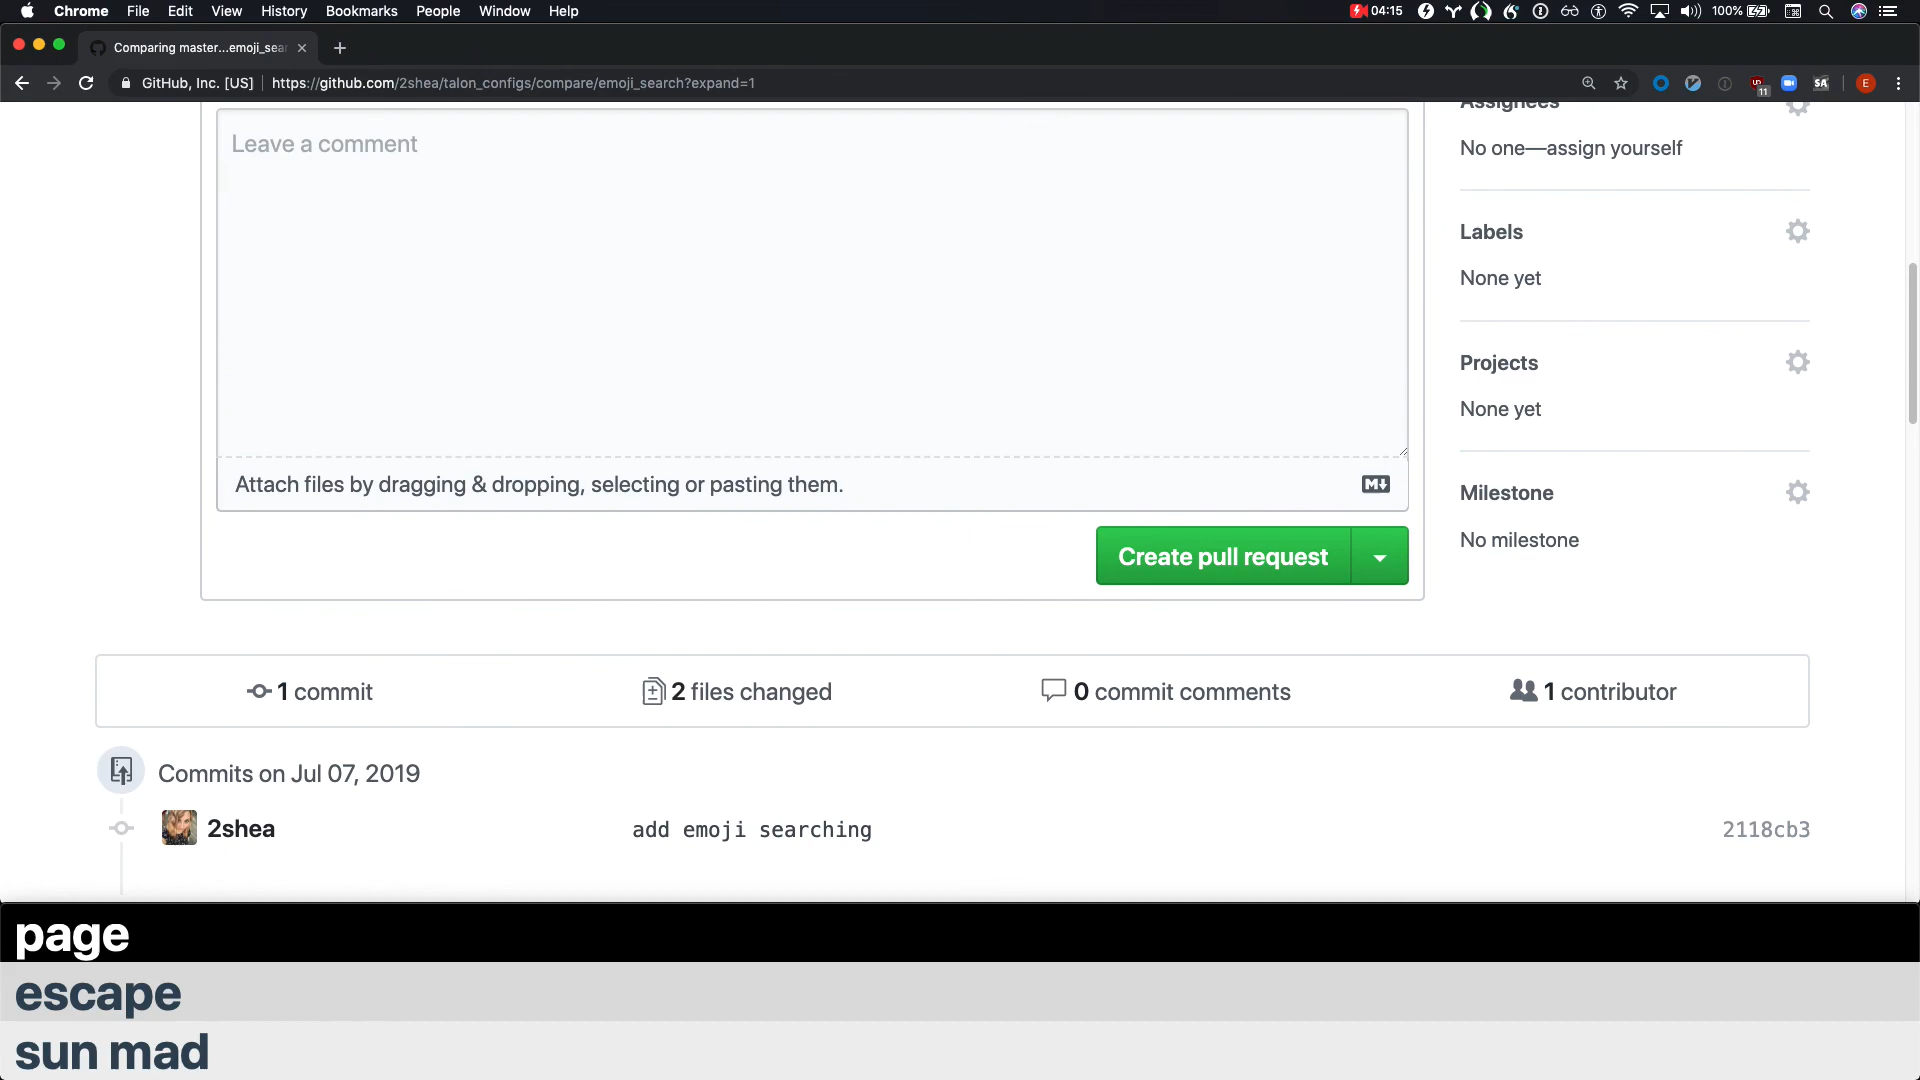 Chrome File Edit View History Bookmarks People Window Help 04:15 100%
Comparing master...emoji_sear
GitHub, Inc. [US] https://github.com/2shea/talon_configs/compare/emoji_search?expand=1 11 SA E
Assignees
Leave a comment
No one—assign yourself
Labels
None yet
Projects
None yet
Attach files by dragging & dropping, selecting or pasting them.
Milestone
No milestone
Create pull request
1 commit 2 files changed 0 commit comments 1 contributor
Commits on Jul 07, 2019
2shea add emoji searching 2118cb3
page
escape
sun mad